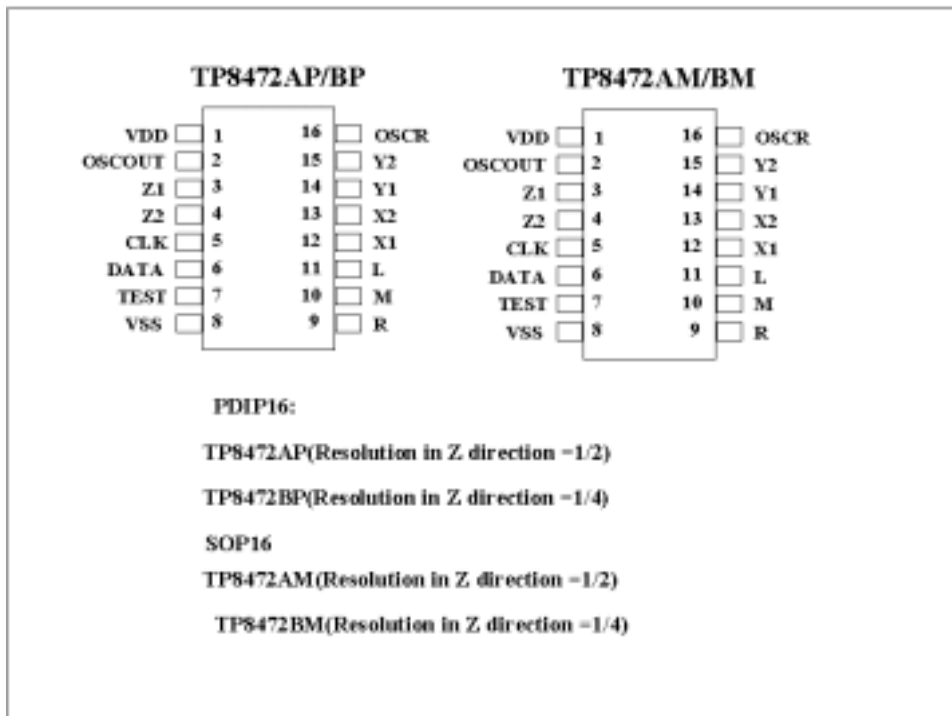 TP8472AP/BP
VDD 1 16 OSCR
OSCOUT 2 15 Y2
Z1 3 14 Y1
Z2 4 13 X2
CLK 5 12 X1
DATA 6 11 L
TEST 7 10 M
VSS 8 9 R
TP8472AM/BM
VDD 1 16 OSCR
OSCOUT 2 15 Y2
Z1 3 14 Y1
Z2 4 13 X2
CLK 5 12 X1
DATA 6 11 L
TEST 7 10 M
VSS 8 9 R
PDIP16:
TP8472AP(Resolution in Z direction =1/2)
TP8472BP(Resolution in Z direction =1/4)
SOP16
TP8472AM(Resolution in Z direction =1/2)
TP8472BM(Resolution in Z direction =1/4)